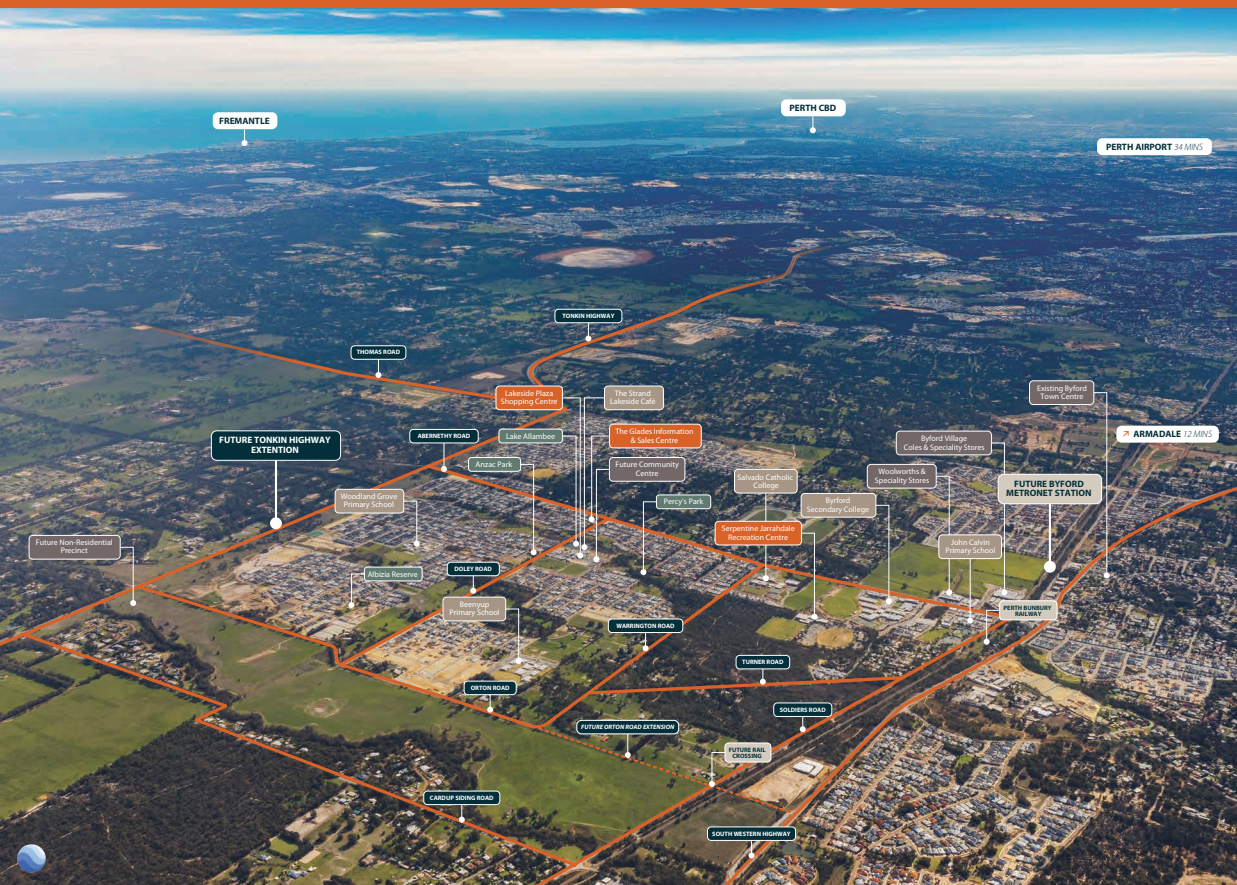 FREMANTLE
PERTH CBD
PERTH AIRPORT 34 MINS
TONKIN HIGHWAY
THOMAS ROAD
Lakeside Plaza
Shopping Centre
The Strand
Lakeside Café
Existing Byford
Town Centre
ARMADALE 12 MINS
FUTURE TONKIN HIGHWAY
EXTENTION
ABERNETHY ROAD
Lake Allambee
The Glades Information
& Sales Centre
Byford Village
Coles & Speciality Stores
Anzac Park
Future Community
Centre
Salvado Catholic
College
Woolworths &
Speciality Stores
FUTURE BYFORD
METRONET STATION
Woodland Grove
Primary School
Percy's Park
Byrford
Secondary College
Serpentine Jarrahdale
Recreation Centre
Future Non-Residential
Precinct
John Calvin
Primary School
Albizia Reserve
DOLEY ROAD
Beenyup
Primary School
PERTH BUNBURY
RAILWAY
WARRINGTON ROAD
TURNER ROAD
ORTON ROAD
SOLDIERS ROAD
FUTURE ORTON ROAD EXTENSION
FUTURE RAIL
CROSSING
CARDUP SIDING ROAD
SOUTH WESTERN HIGHWAY